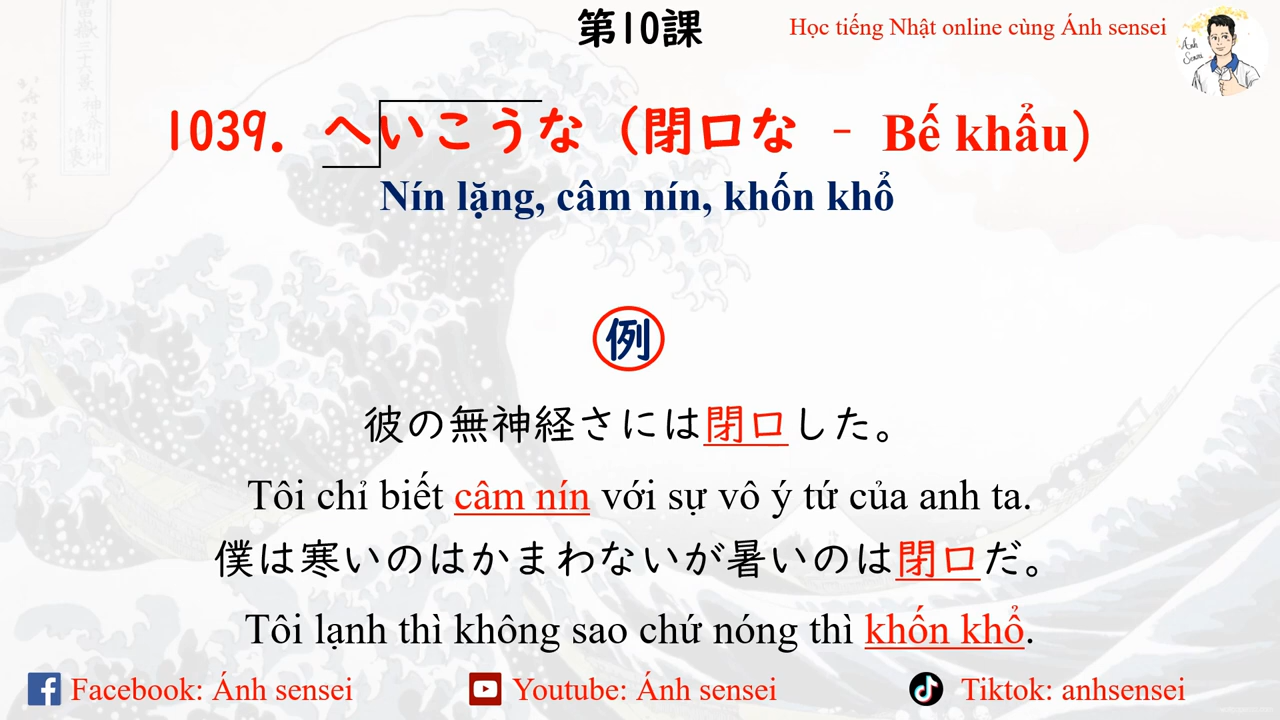 第10課
Học tiếng Nhật online cùng Ánh sensei
Ánh Sensei
1039. へいこうな (閉口な - Bế khẩu)
Nín lặng, câm nín, khốn khổ
例
彼の無神経さには閉口した。
Tôi chỉ biết câm nín với sự vô ý tứ của anh ta.
僕は寒いのはかまわないが暑いのは閉口だ。
Tôi lạnh thì không sao chứ nóng thì khốn khổ.
Facebook: Ánh sensei
Youtube: Ánh sensei
Tiktok: anhsensei